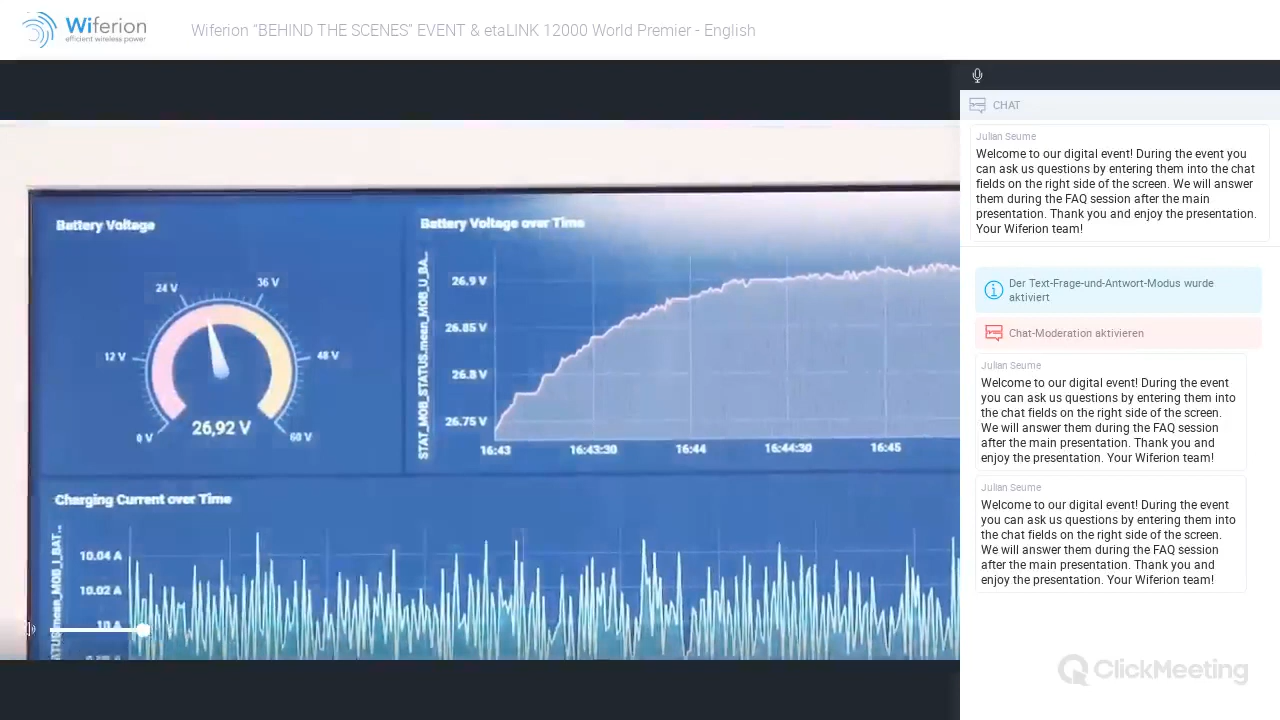 Wiferion
efficient wireless power
Wiferion "BEHIND THE SCENES" EVENT & etaLINK 12000 World Premier - English
CHAT
Julian Seume
Welcome to our digital event! During the event you
can ask us questions by entering them into the chat
fields on the right side of the screen. We will answer
them during the FAQ session after the main
presentation. Thank you and enjoy the presentation.
Your Wiferion team!
Der Text-Frage-und-Antwort-Modus wurde
aktiviert
Chat-Moderation aktivieren
Julian Seume
Welcome to our digital event! During the event
you can ask us questions by entering them into
the chat fields on the right side of the screen.
We will answer them during the FAQ session
after the main presentation. Thank you and
enjoy the presentation. Your Wiferion team!
Julian Seume
Welcome to our digital event! During the event
you can ask us questions by entering them into
the chat fields on the right side of the screen.
We will answer them during the FAQ session
after the main presentation. Thank you and
enjoy the presentation. Your Wiferion team!
ClickMeeting
Battery Voltage
0 V
12 V
24 V
36 V
48 V
60 V
26,92 V
Battery Voltage over Time
STAT_MOB_STATUS.mean_MOB_U_BA...
26.9 V
26.85 V
26.8 V
26.75 V
16:43
16:43:30
16:44
16:44:30
16:45
Charging Current over Time
mean_MOB_I_BAT...
10.04 A
10.02 A
10 A